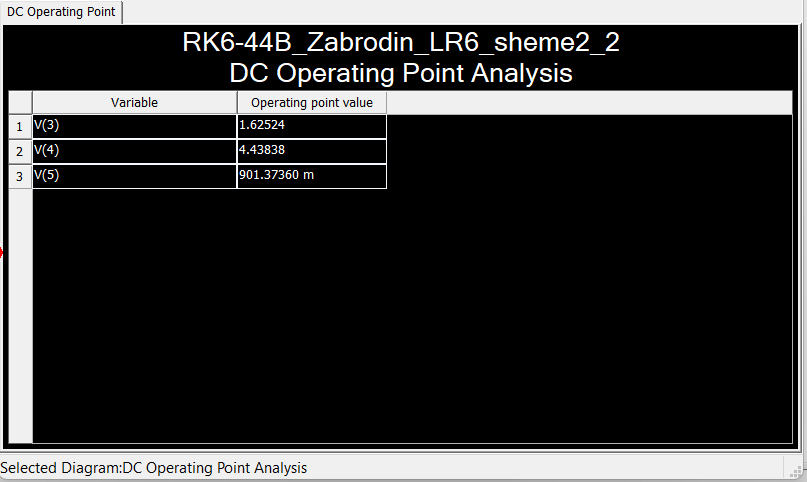 DC Operating Point
RK6-44B_Zabrodin_LR6_sheme2_2
DC Operating Point Analysis
Variable Operating point value
1 V(3) 1.62524
2 V(4) 4.43838
3 V(5) 901.37360 m
Selected Diagram:DC Operating Point Analysis